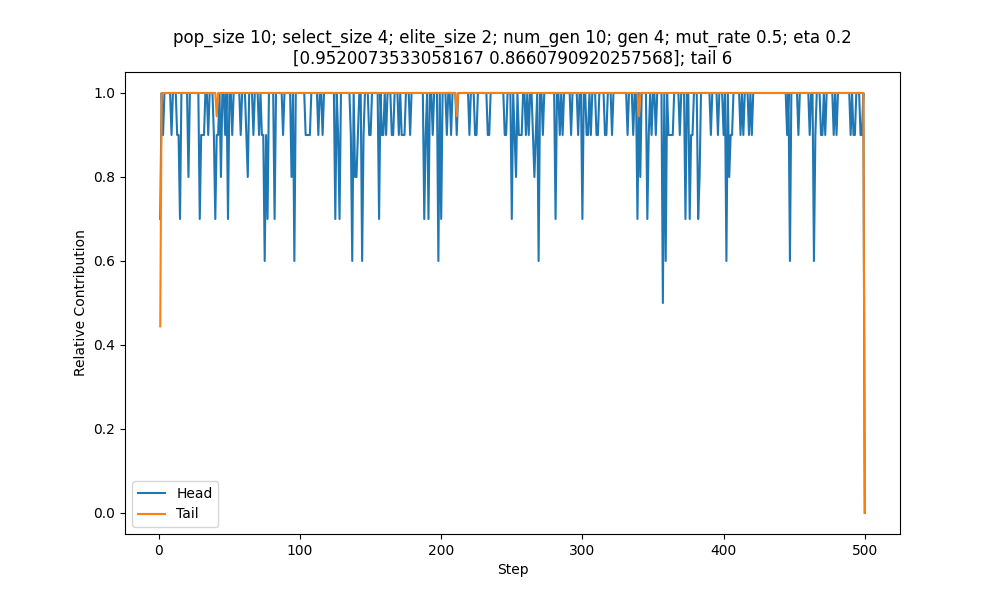 pop_size 10; select_size 4; elite_size 2; num_gen 10; gen 4; mut_rate 0.5; eta 0.2
[0.9520073533058167 0.8660790920257568]; tail 6
Relative Contribution
1.0
0.8
0.6
0.4
0.2
0.0
Head
Tail
0
100
200
300
400
500
Step